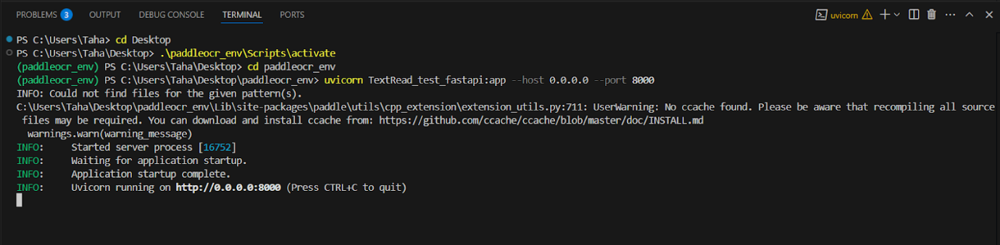 PROBLEMS 3 OUTPUT DEBUG CONSOLE TERMINAL PORTS uvicorn
PS C:\Users\Taha> cd Desktop
PS C:\Users\Taha\Desktop> .\paddleocr_env\Scripts\activate
(paddleocr_env) PS C:\Users\Taha\Desktop> cd paddleocr_env
(paddleocr_env) PS C:\Users\Taha\Desktop\paddleocr_env> uvicorn TextRead_test_fastapi:app --host 0.0.0.0 --port 8000
INFO: Could not find files for the given pattern(s).
C:\Users\Taha\Desktop\paddleocr_env\Lib\site-packages\paddle\utils\cpp_extension\extension_utils.py:711: UserWarning: No ccache found. Please be aware that recompiling all source
files may be required. You can download and install ccache from: https://github.com/ccache/ccache/blob/master/doc/INSTALL.md
warnings.warn(warning_message)
INFO: Started server process [16752]
INFO: Waiting for application startup.
INFO: Application startup complete.
INFO: Uvicorn running on http://0.0.0.0:8000 (Press CTRL+C to quit)